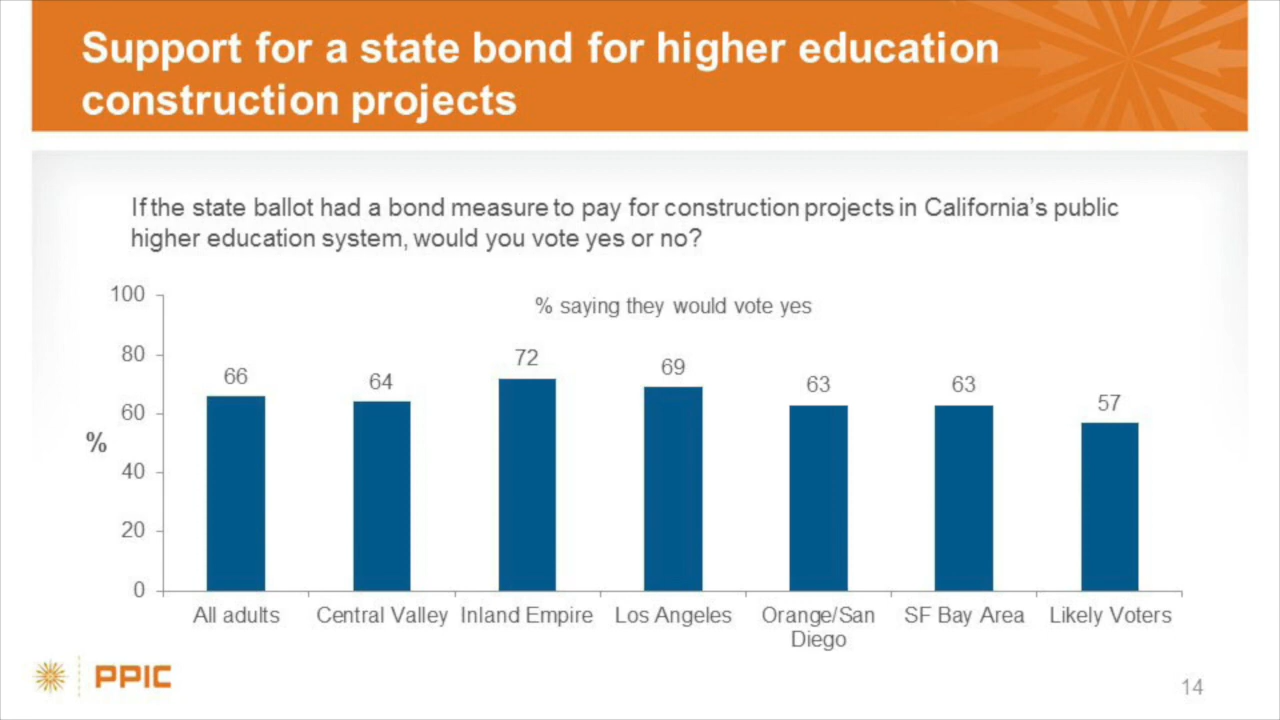 Support for a state bond for higher education
construction projects
If the state ballot had a bond measure to pay for construction projects in California's public
higher education system, would you vote yes or no?
% saying they would vote yes
100
80
60
40
20
0
%
66
64
72
69
63
63
57
All adults
Central Valley
Inland Empire
Los Angeles
Orange/San
Diego
SF Bay Area
Likely Voters
PPIC
14